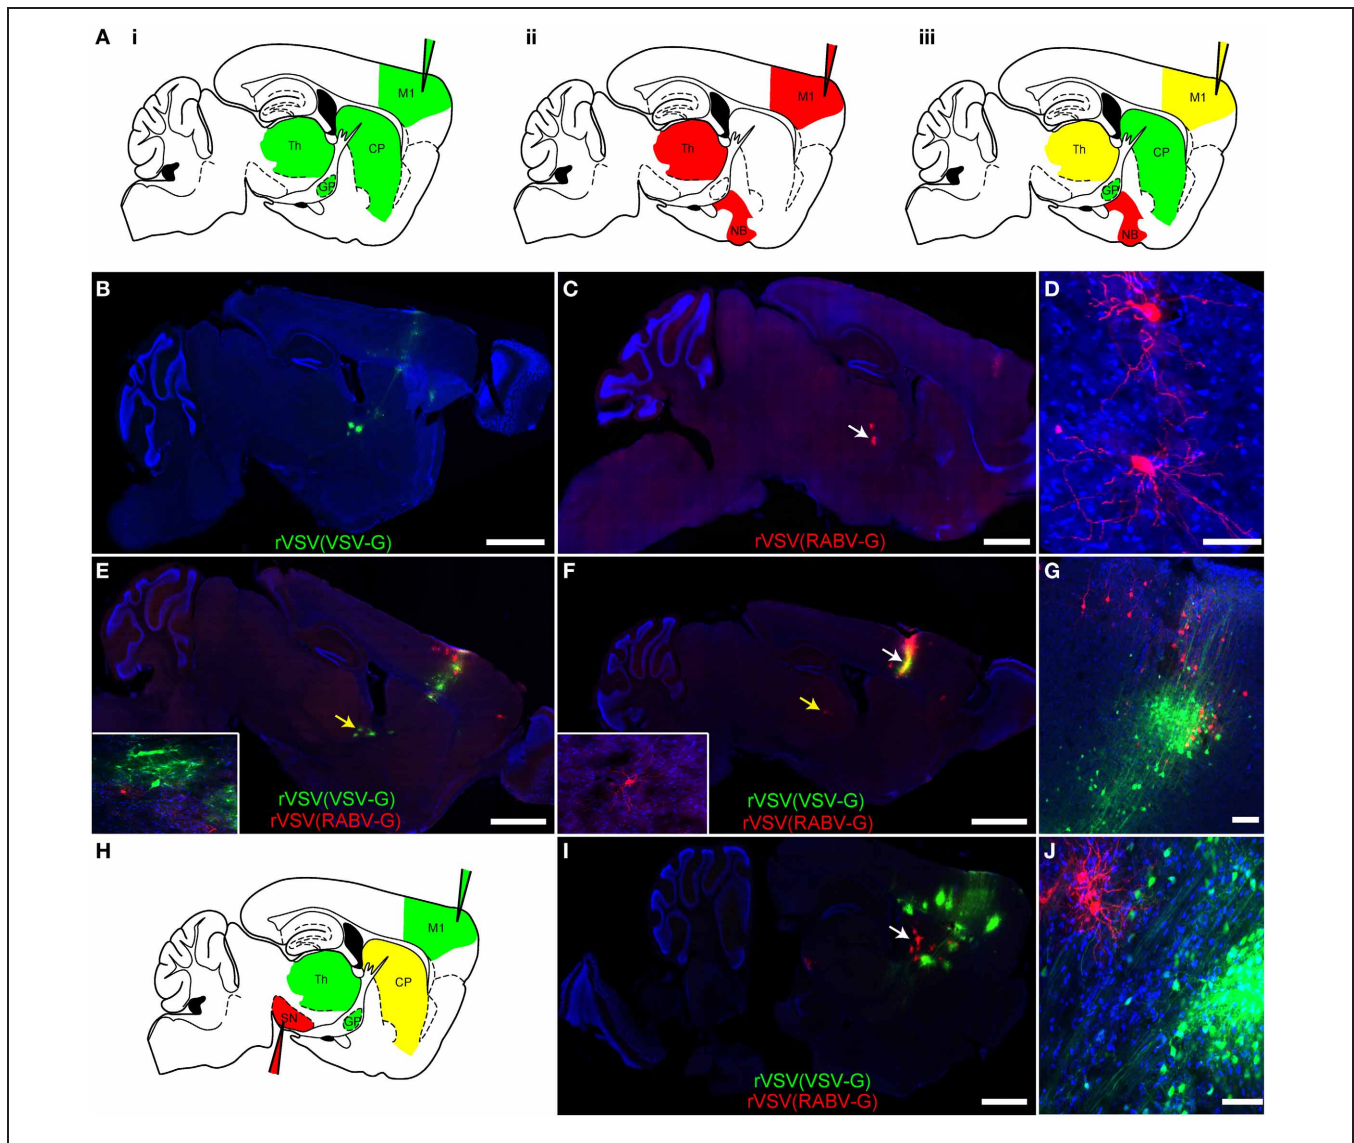 A i ii iii
M1 M1 M1
Th CP Th Th CP
GP GP
NB NB
B C D
rVSV(VSV-G) rVSV(RABV-G)
E F G
rVSV(VSV-G) rVSV(VSV-G)
rVSV(RABV-G) rVSV(RABV-G)
H I J
M1
Th CP
SN GP
rVSV(VSV-G)
rVSV(RABV-G)